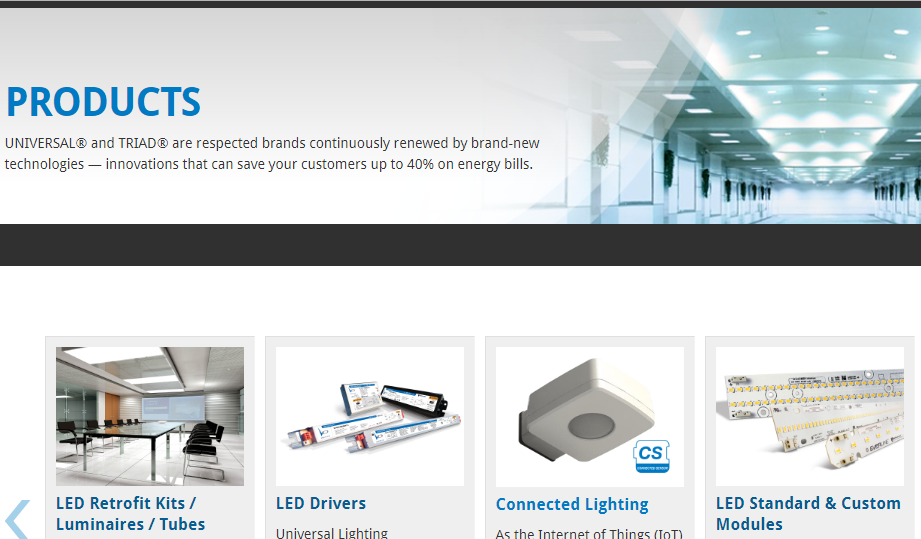 PRODUCTS
UNIVERSAL® and TRIAD® are respected brands continuously renewed by brand-new
technologies — innovations that can save your customers up to 40% on energy bills.
CS
LED Retrofit Kits /
Luminaires / Tubes
LED Drivers
Universal Lighting
Connected Lighting
As the Internet of Things (IoT)
LED Standard & Custom
Modules